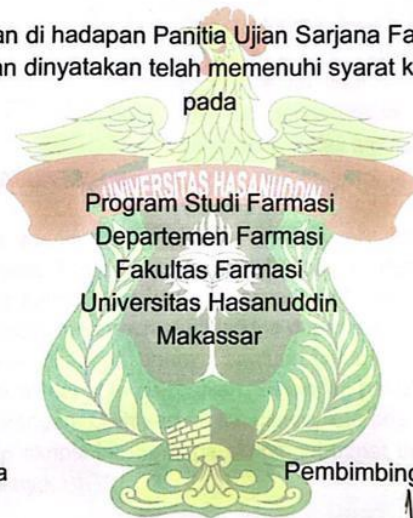 an di hadapan Panitia Ujian Sarjana Fa
an dinyatakan telah memenuhi syarat k
pada
UNIVERSITAS HASANUDDIN
Program Studi Farmasi
Departemen Farmasi
Fakultas Farmasi
Universitas Hasanuddin
Makassar
a
Pembimbing